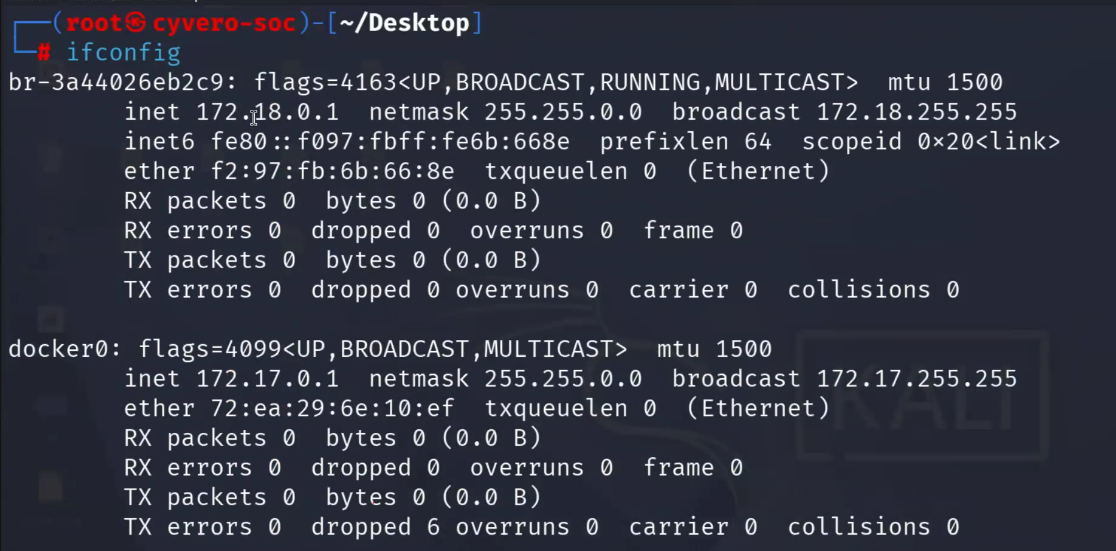 ┌──(root㉿cyvero-soc)-[~/Desktop]
└─# ifconfig
br-3a44026eb2c9: flags=4163<UP,BROADCAST,RUNNING,MULTICAST>  mtu 1500
        inet 172.18.0.1  netmask 255.255.0.0  broadcast 172.18.255.255
        inet6 fe80::f097:fbff:fe6b:668e  prefixlen 64  scopeid 0×20<link>
        ether f2:97:fb:6b:66:8e  txqueuelen 0  (Ethernet)
        RX packets 0  bytes 0 (0.0 B)
        RX errors 0  dropped 0  overruns 0  frame 0
        TX packets 0  bytes 0 (0.0 B)
        TX errors 0  dropped 0 overruns 0  carrier 0  collisions 0

docker0: flags=4099<UP,BROADCAST,MULTICAST>  mtu 1500
        inet 172.17.0.1  netmask 255.255.0.0  broadcast 172.17.255.255
        ether 72:ea:29:6e:10:ef  txqueuelen 0  (Ethernet)
        RX packets 0  bytes 0 (0.0 B)
        RX errors 0  dropped 0  overruns 0  frame 0
        TX packets 0  bytes 0 (0.0 B)
        TX errors 0  dropped 6 overruns 0  carrier 0  collisions 0
KALI